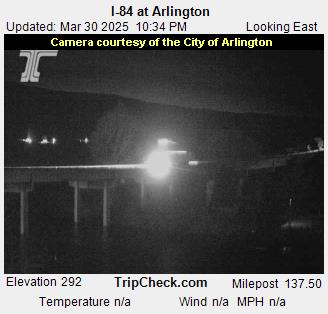 I-84 at Arlington
Updated: Mar 30 2025 10:34 PM Looking East
Camera courtesy of the City of Arlington
Elevation 292 TripCheck.com Milepost 137.50
Temperature n/a Wind n/a MPH n/a